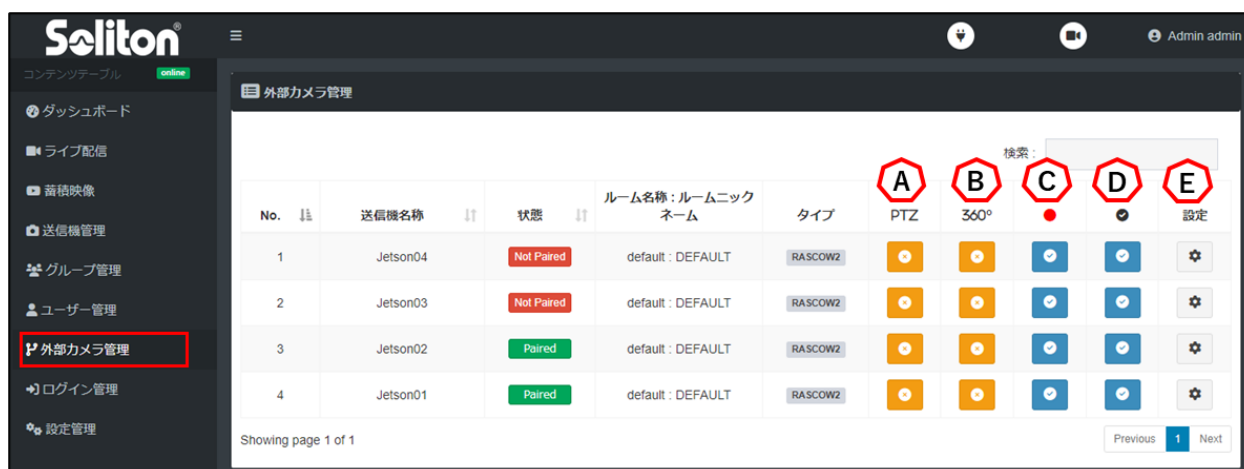 Soliton®
Admin admin
コンテンツテーブル online
ダッシュボード
ライブ配信
蓄積映像
送信機管理
グループ管理
ユーザー管理
外部カメラ管理
ログイン管理
設定管理
外部カメラ管理
検索 :
A B C D E
No. 送信機名称 状態 ルーム名称 : ルームニック
ネーム タイプ PTZ 360° 設定
1 Jetson04 Not Paired default : DEFAULT RASCOW2
2 Jetson03 Not Paired default : DEFAULT RASCOW2
3 Jetson02 Paired default : DEFAULT RASCOW2
4 Jetson01 Paired default : DEFAULT RASCOW2
Showing page 1 of 1
Previous 1 Next